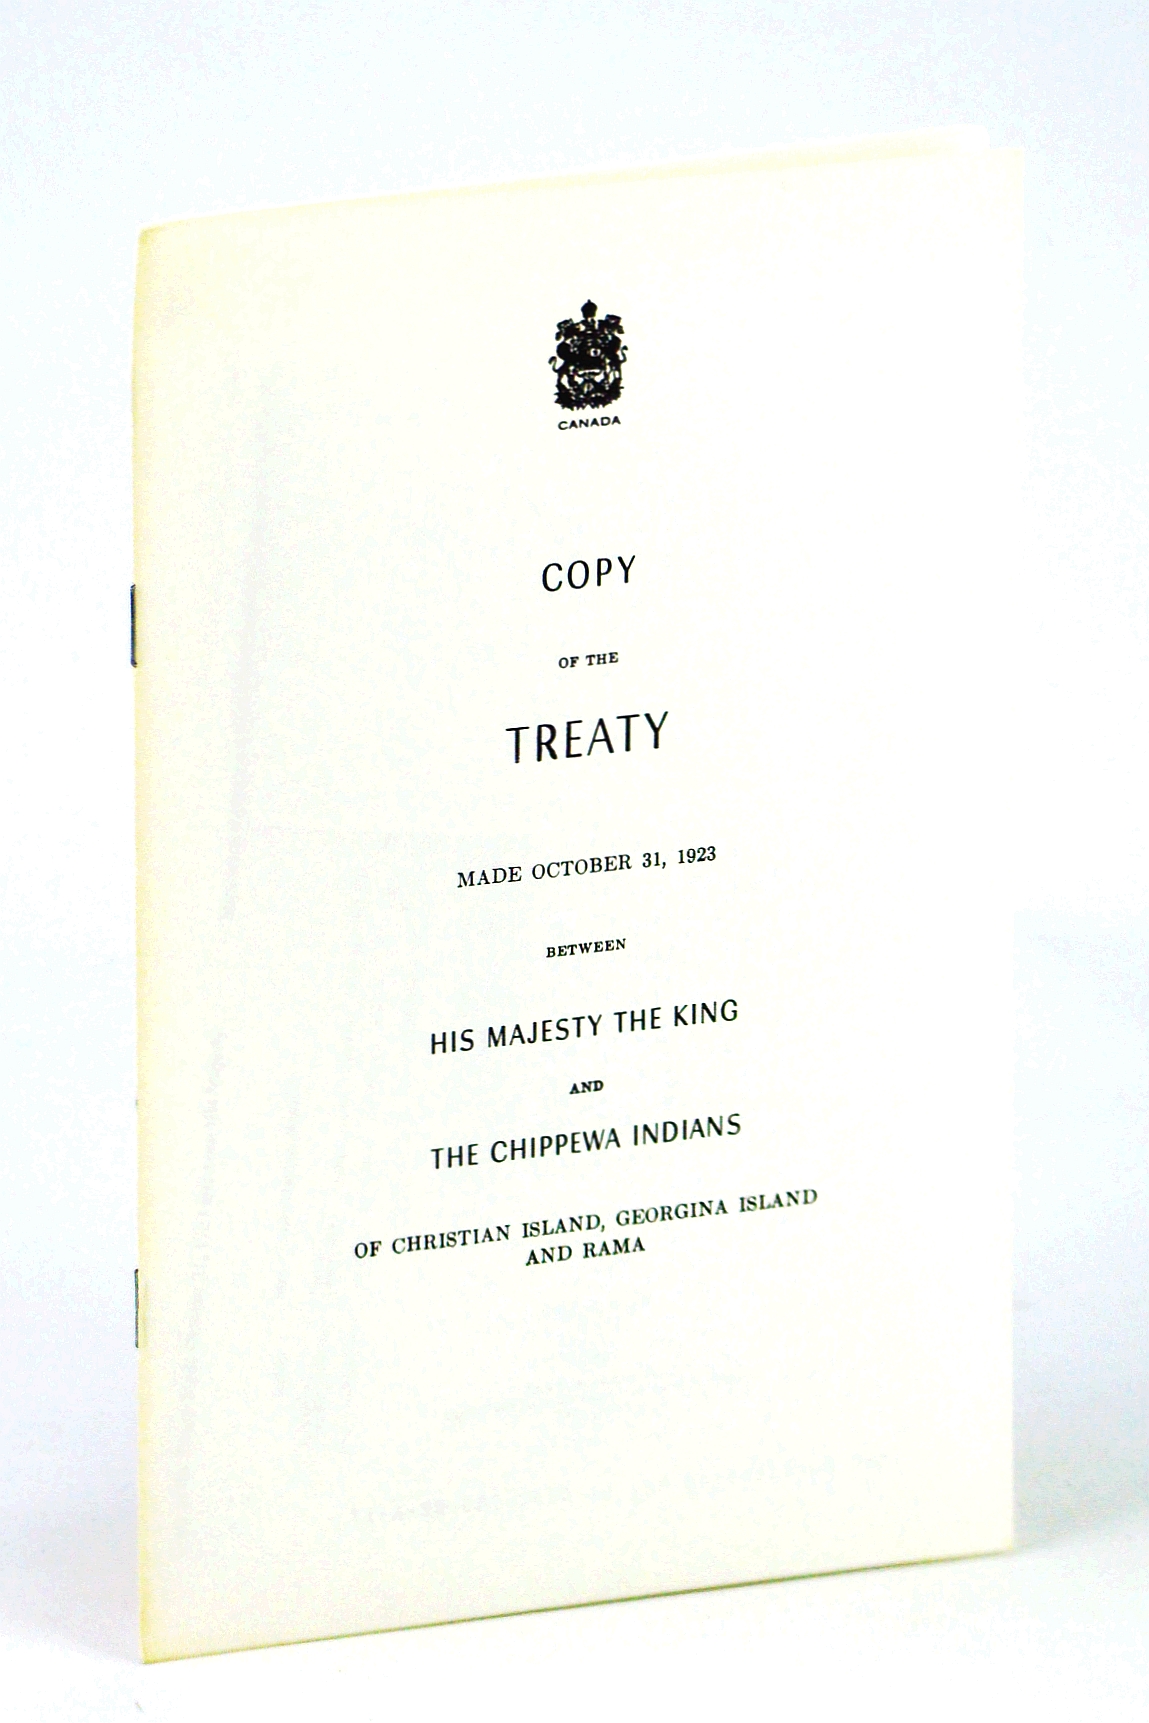 CANADA
COPY
OF THE
TREATY
MADE OCTOBER 31, 1923
BETWEEN
HIS MAJESTY THE KING
AND
THE CHIPPEWA INDIANS
OF CHRISTIAN ISLAND, GEORGINA ISLAND
AND RAMA